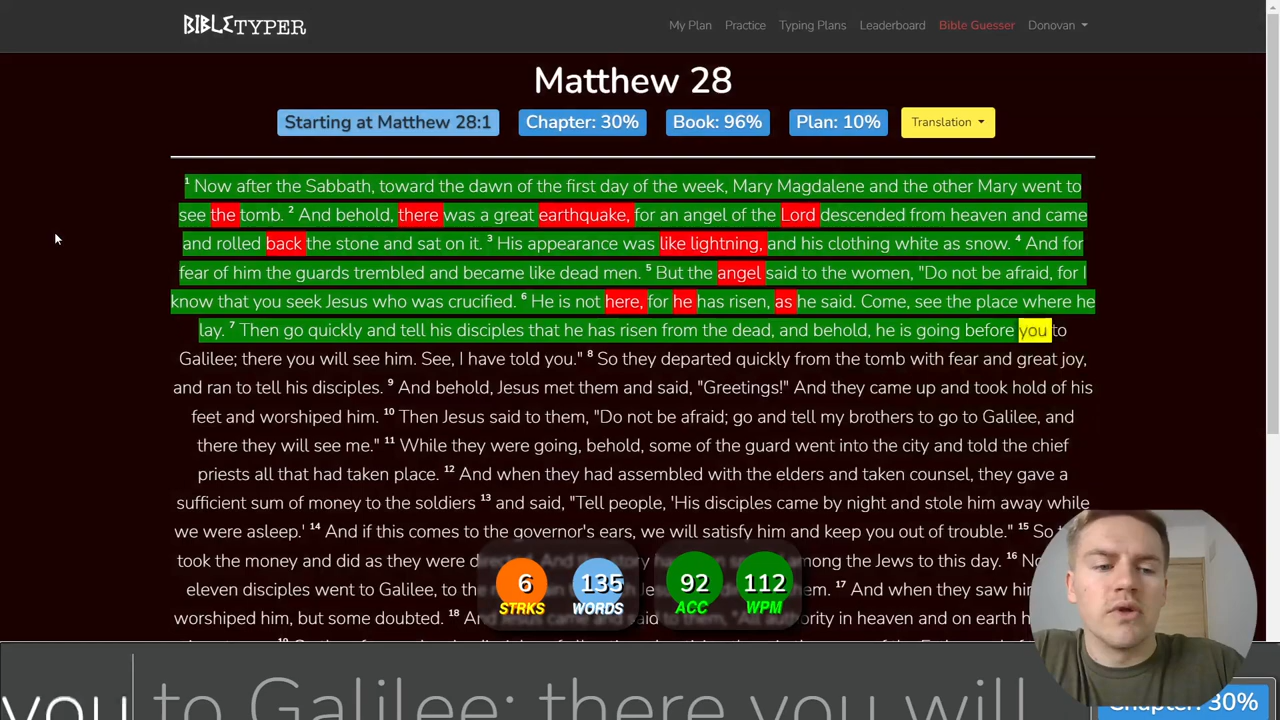 BIBLETYPER
My Plan Practice Typing Plans Leaderboard Bible Guesser Donovan
Matthew 28
Starting at Matthew 28:1 Chapter: 30% Book: 96% Plan: 10% Translation
1 Now after the Sabbath, toward the dawn of the first day of the week, Mary Magdalene and the other Mary went to
see the tomb. 2 And behold, there was a great earthquake, for an angel of the Lord descended from heaven and came
and rolled back the stone and sat on it. 3 His appearance was like lightning, and his clothing white as snow. 4 And for
fear of him the guards trembled and became like dead men. 5 But the angel said to the women, "Do not be afraid, for I
know that you seek Jesus who was crucified. 6 He is not here, for he has risen, as he said. Come, see the place where he
lay. 7 Then go quickly and tell his disciples that he has risen from the dead, and behold, he is going before you to
Galilee; there you will see him. See, I have told you." 8 So they departed quickly from the tomb with fear and great joy,
and ran to tell his disciples. 9 And behold, Jesus met them and said, "Greetings!" And they came up and took hold of his
feet and worshiped him. 10 Then Jesus said to them, "Do not be afraid; go and tell my brothers to go to Galilee, and
there they will see me." 11 While they were going, behold, some of the guard went into the city and told the chief
priests all that had taken place. 12 And when they had assembled with the elders and taken counsel, they gave a
sufficient sum of money to the soldiers 13 and said, "Tell people, 'His disciples came by night and stole him away while
we were asleep.' 14 And if this comes to the governor's ears, we will satisfy him and keep you out of trouble." 15 So
took the money and did as they were among the Jews to this day. 16
eleven disciples went to Galilee, to the 17 And when they saw him
worshiped him, but some doubted. 18 And Jesus came and said to them, "All authority in heaven and on earth
6 STRKS 135 WORDS 92 ACC 112 WPM
you to Galilee; there you will
Chapter: 30%